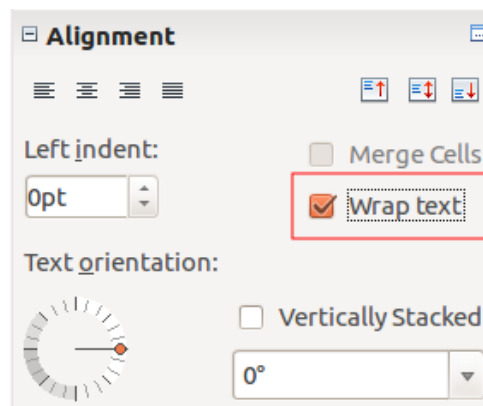 Alignment
Left indent:
Merge Cells
0pt
Wrap text
Text orientation:
Vertically Stacked
0°